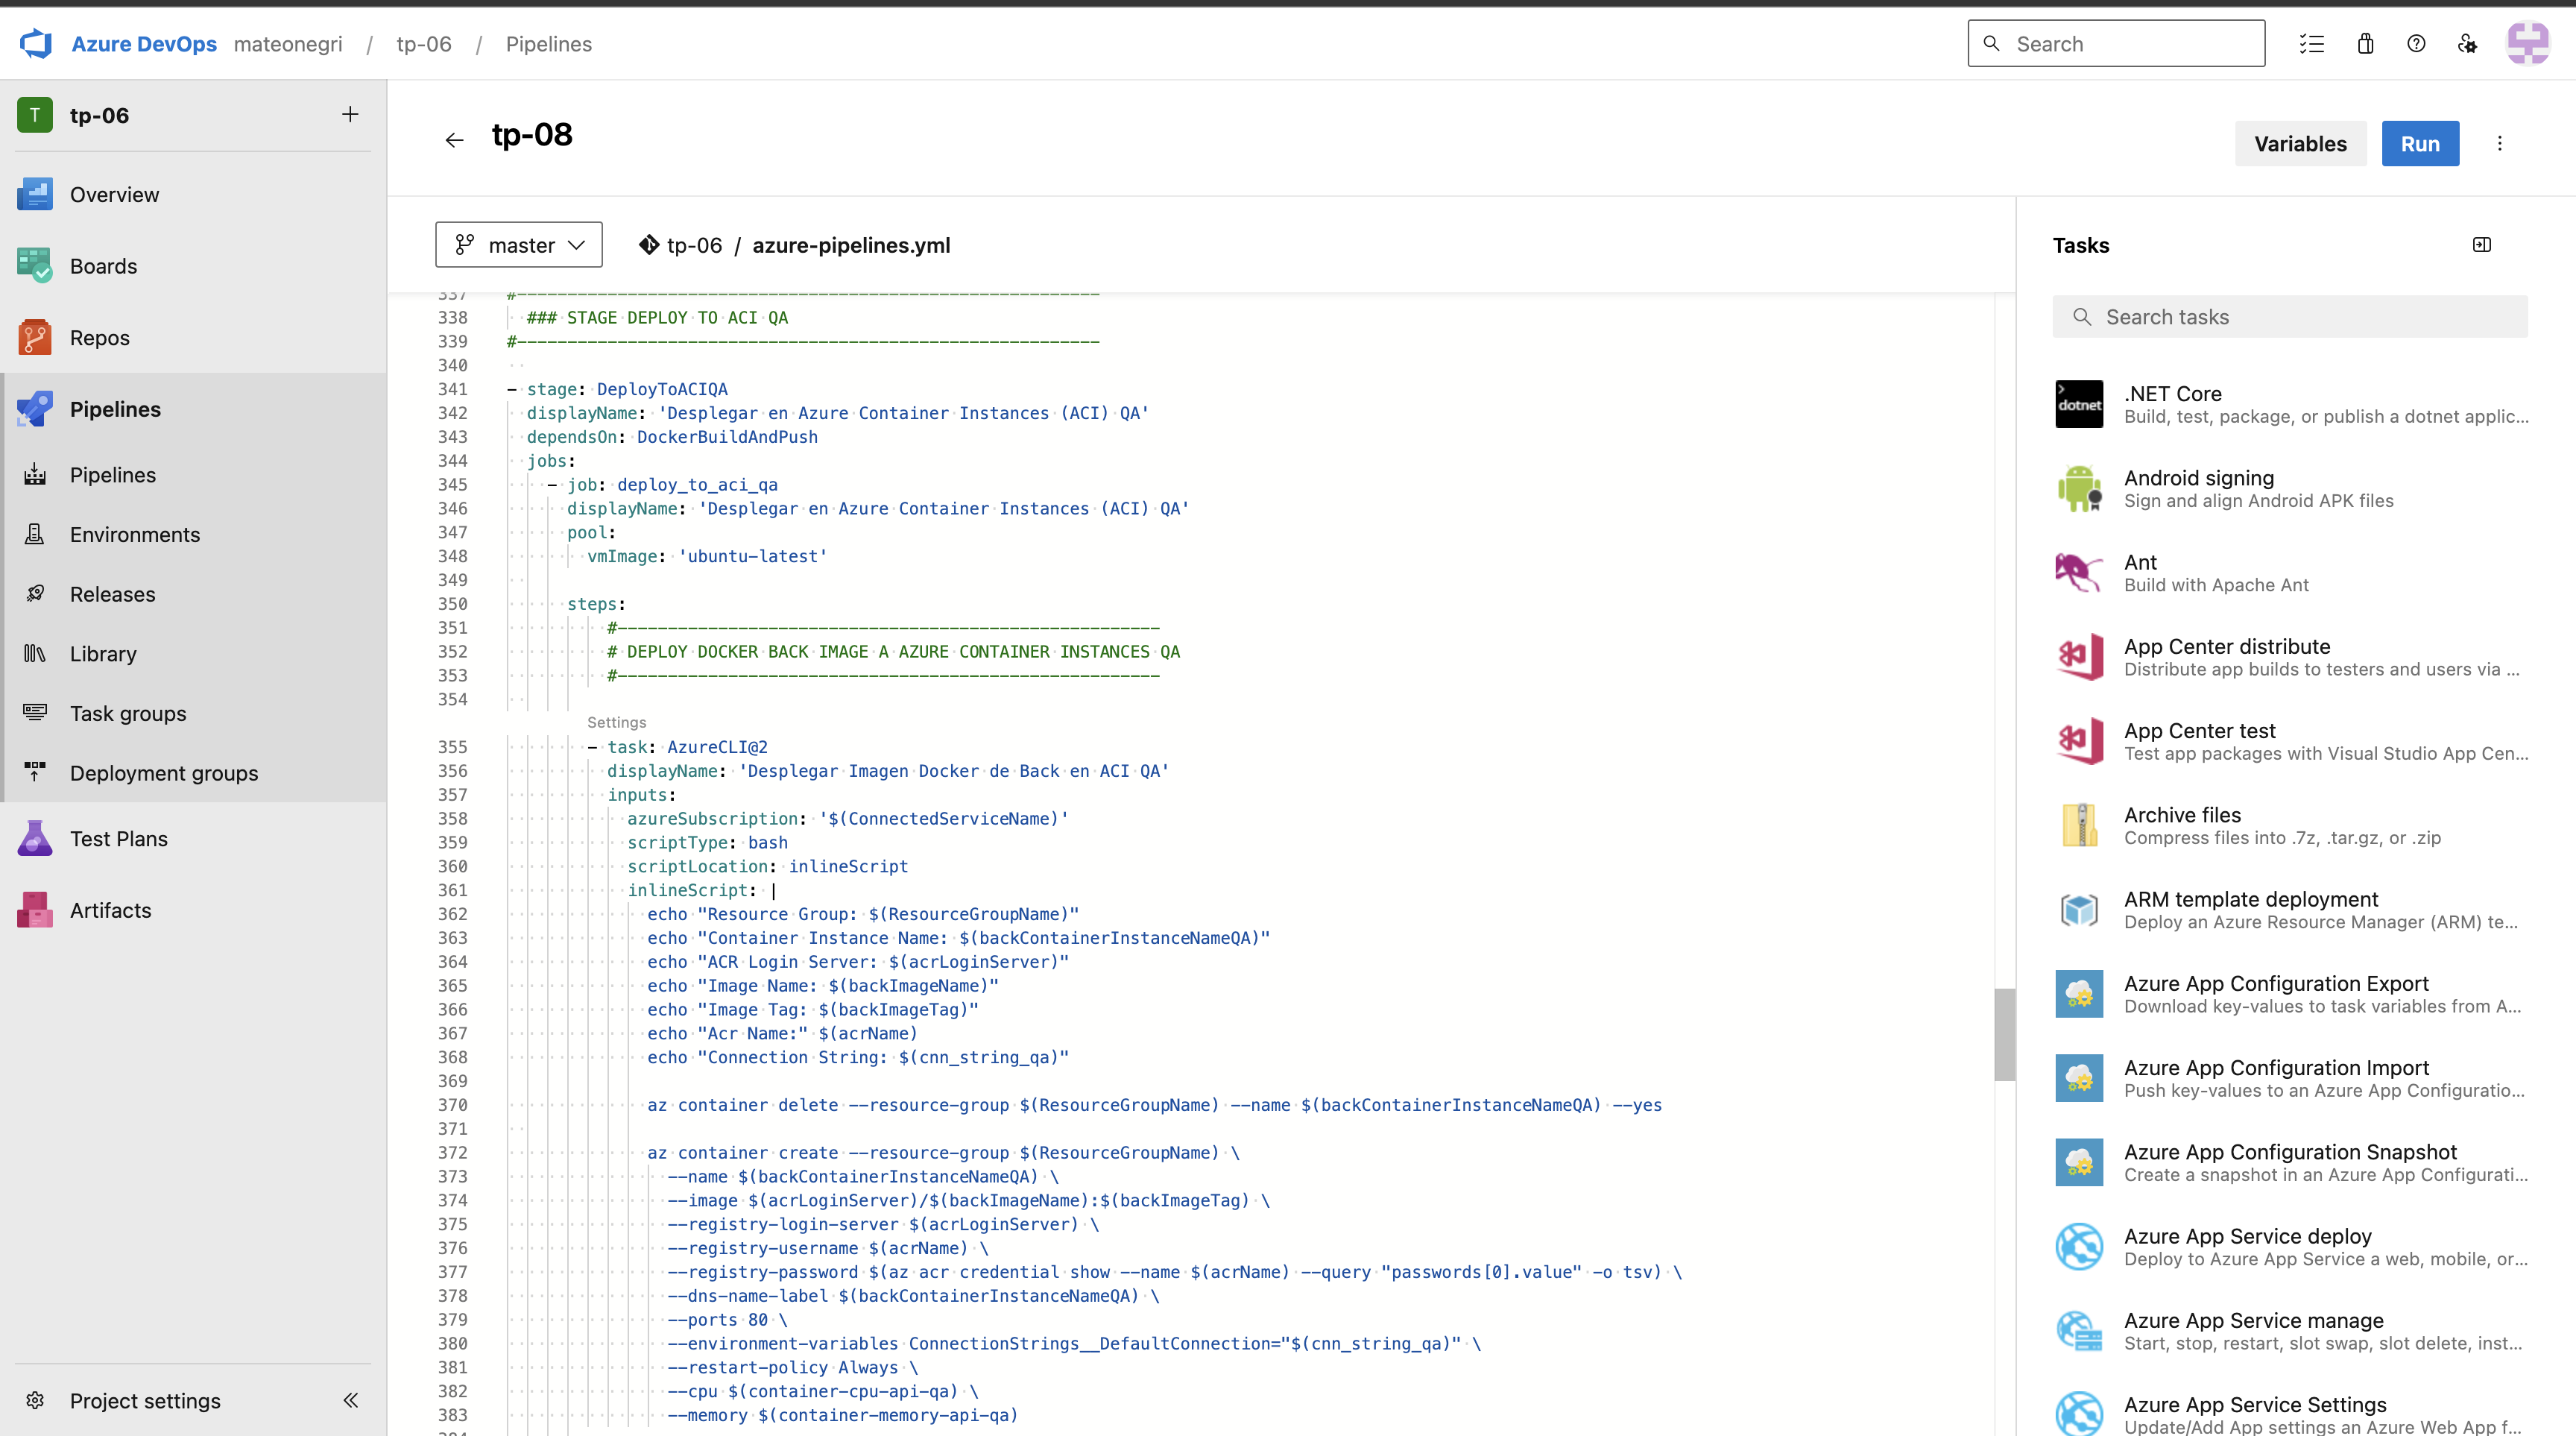 Azure DevOps mateonegri / tp-06 / Pipelines
Search
T tp-06
Overview
Boards
Repos
Pipelines
Pipelines
Environments
Releases
Library
Task groups
Deployment groups
Test Plans
Artifacts
Project settings
tp-08
Variables
Run
master
tp-06 / azure-pipelines.yml
337 #----------------------------------------------------------
338 ### STAGE DEPLOY TO ACI QA
339 #----------------------------------------------------------
340
341 - stage: DeployToACIQA
342 displayName: 'Desplegar en Azure Container Instances (ACI) QA'
343 dependsOn: DockerBuildAndPush
344 jobs:
345 - job: deploy_to_aci_qa
346 displayName: 'Desplegar en Azure Container Instances (ACI) QA'
347 pool:
348 vmImage: 'ubuntu-latest'
349
350 steps:
351 #------------------------------------------------------
352 # DEPLOY DOCKER BACK IMAGE A AZURE CONTAINER INSTANCES QA
353 #------------------------------------------------------
354
Settings
355 - task: AzureCLI@2
356 displayName: 'Desplegar Imagen Docker de Back en ACI QA'
357 inputs:
358 azureSubscription: '$(ConnectedServiceName)'
359 scriptType: bash
360 scriptLocation: inlineScript
361 inlineScript: |
362 echo "Resource Group: $(ResourceGroupName)"
363 echo "Container Instance Name: $(backContainerInstanceNameQA)"
364 echo "ACR Login Server: $(acrLoginServer)"
365 echo "Image Name: $(backImageName)"
366 echo "Image Tag: $(backImageTag)"
367 echo "Acr Name:" $(acrName)
368 echo "Connection String: $(cnn_string_qa)"
369
370 az container delete --resource-group $(ResourceGroupName) --name $(backContainerInstanceNameQA) --yes
371
372 az container create --resource-group $(ResourceGroupName) \
373 --name $(backContainerInstanceNameQA) \
374 --image $(acrLoginServer)/$(backImageName):$(backImageTag) \
375 --registry-login-server $(acrLoginServer) \
376 --registry-username $(acrName) \
377 --registry-password $(az acr credential show --name $(acrName) --query "passwords[0].value" -o tsv) \
378 --dns-name-label $(backContainerInstanceNameQA) \
379 --ports 80 \
380 --environment-variables ConnectionStrings__DefaultConnection="$(cnn_string_qa)" \
381 --restart-policy Always \
382 --cpu $(container-cpu-api-qa) \
383 --memory $(container-memory-api-qa)
Tasks
Search tasks
dotnet
.NET Core
Build, test, package, or publish a dotnet applic...
Android signing
Sign and align Android APK files
Ant
Build with Apache Ant
App Center distribute
Distribute app builds to testers and users via ...
App Center test
Test app packages with Visual Studio App Cen...
Archive files
Compress files into .7z, .tar.gz, or .zip
ARM template deployment
Deploy an Azure Resource Manager (ARM) te...
Azure App Configuration Export
Download key-values to task variables from A...
Azure App Configuration Import
Push key-values to an Azure App Configuratio...
Azure App Configuration Snapshot
Create a snapshot in an Azure App Configurati...
Azure App Service deploy
Deploy to Azure App Service a web, mobile, or...
Azure App Service manage
Start, stop, restart, slot swap, slot delete, inst...
Azure App Service Settings
Update/Add App settings an Azure Web App f...